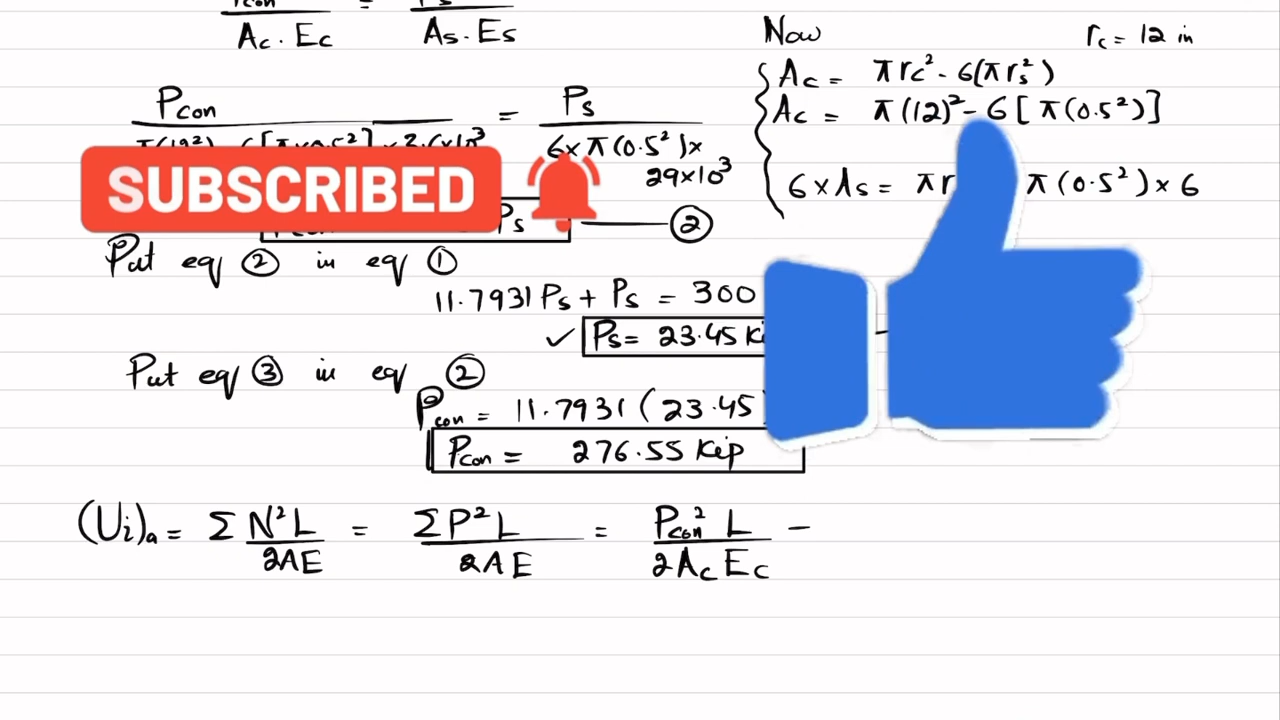 Ac . Ec As . Es
Now rc = 12 in
Ac = πrc² - 6(πrs²)
Pcon = Ps
Ac = π(12)² - 6[π(0.5²)]
6×π(0.5²)×
29×10³
SUBSCRIBED
6×As = π π(0.5²)×6
Ps ②
Put eq ② in eq ①
11.7931Ps + Ps = 300
✓ Ps = 23.45
Put eq ③ in eq ②
Pcon = 11.7931(23.45
Pcon = 276.55 Kip
(Ui)a = Σ N²L = ΣP²L = Pcon² L -
2AE 2AE 2AcEc